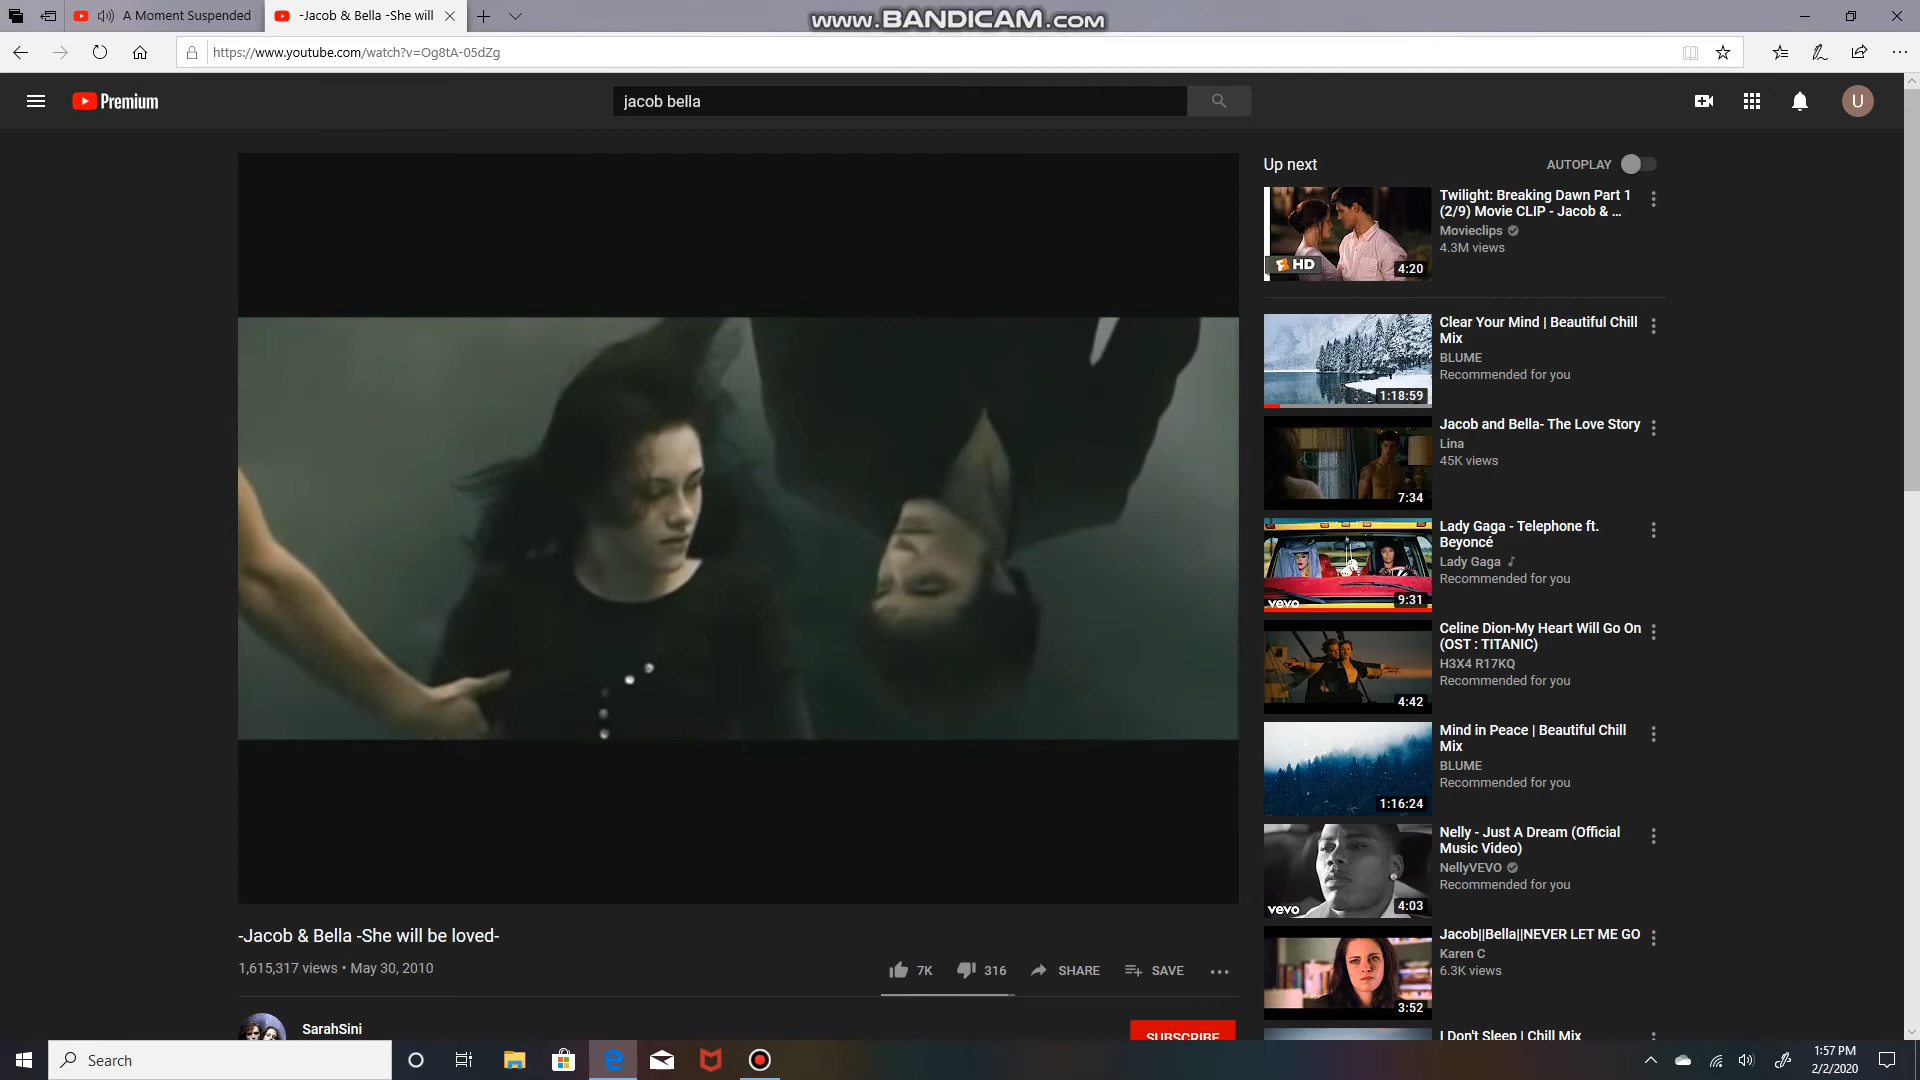 A Moment Suspended
-Jacob & Bella -She will
WWW.BANDICAM.COM
https://www.youtube.com/watch?v=Og8tA-05dZg
Premium
jacob bella
U
Up next
AUTOPLAY
Twilight: Breaking Dawn Part 1
(2/9) Movie CLIP - Jacob & ...
Movieclips
4.3M views
HD
4:20
Clear Your Mind | Beautiful Chill
Mix
BLUME
Recommended for you
1:18:59
Jacob and Bella- The Love Story
Lina
45K views
7:34
Lady Gaga - Telephone ft.
Beyoncé
Lady Gaga
Recommended for you
vevo
9:31
Celine Dion-My Heart Will Go On
(OST : TITANIC)
H3X4 R17KQ
Recommended for you
4:42
Mind in Peace | Beautiful Chill
Mix
BLUME
Recommended for you
1:16:24
Nelly - Just A Dream (Official
Music Video)
NellyVEVO
Recommended for you
vevo
4:03
Jacob||Bella||NEVER LET ME GO
Karen C
6.3K views
3:52
I Don't Sleep | Chill Mix
-Jacob & Bella -She will be loved-
1,615,317 views • May 30, 2010
7K
316
SHARE
SAVE
SarahSini
SUBSCRIBE
Search
1:57 PM
2/2/2020